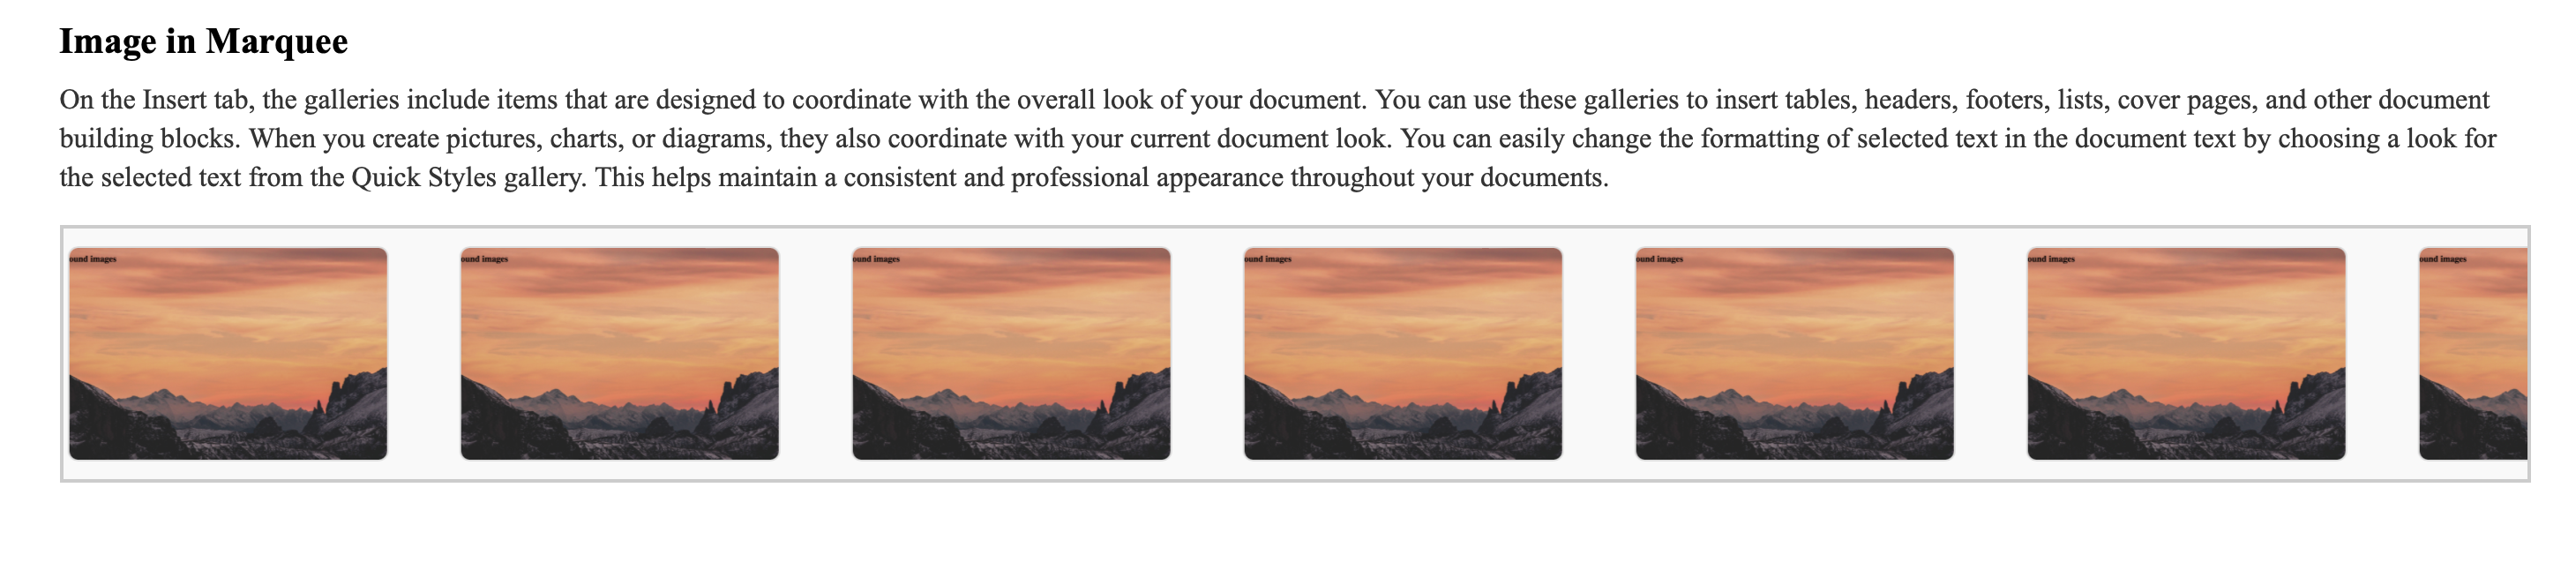 Image in Marquee
On the Insert tab, the galleries include items that are designed to coordinate with the overall look of your document. You can use these galleries to insert tables, headers, footers, lists, cover pages, and other document
building blocks. When you create pictures, charts, or diagrams, they also coordinate with your current document look. You can easily change the formatting of selected text in the document text by choosing a look for
the selected text from the Quick Styles gallery. This helps maintain a consistent and professional appearance throughout your documents.
ound images ound images ound images ound images ound images ound images ound images